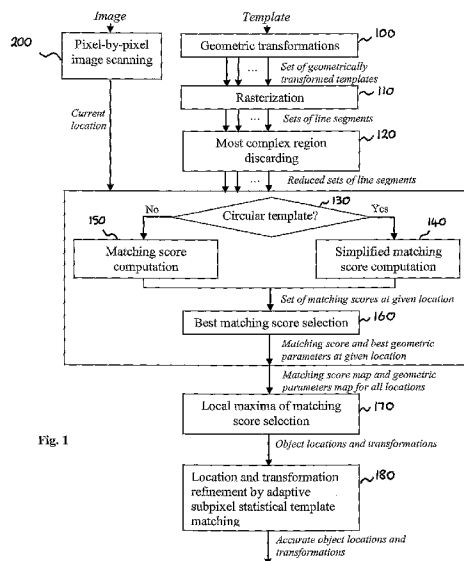 Image
Template
200
Pixel-by-pixel
image scanning
Geometric transformations
100
...
Set of geometrically
transformed templates
Rasterization
110
...
Sets of line segments
Current
location
Most complex region
discarding
120
...
Reduced sets of line segments
130
No
Circular template?
Yes
150
Matching score
computation
140
Simplified matching
score computation
Set of matching scores at given location
Best matching score selection
160
Matching score and best geometric
parameters at given location
Matching score map and geometric
parameters map for all locations
Local maxima of matching
score selection
170
Fig. 1
Object locations and transformations
Location and transformation
refinement by adaptive
subpixel statistical template
matching
180
Accurate object locations and
transformations